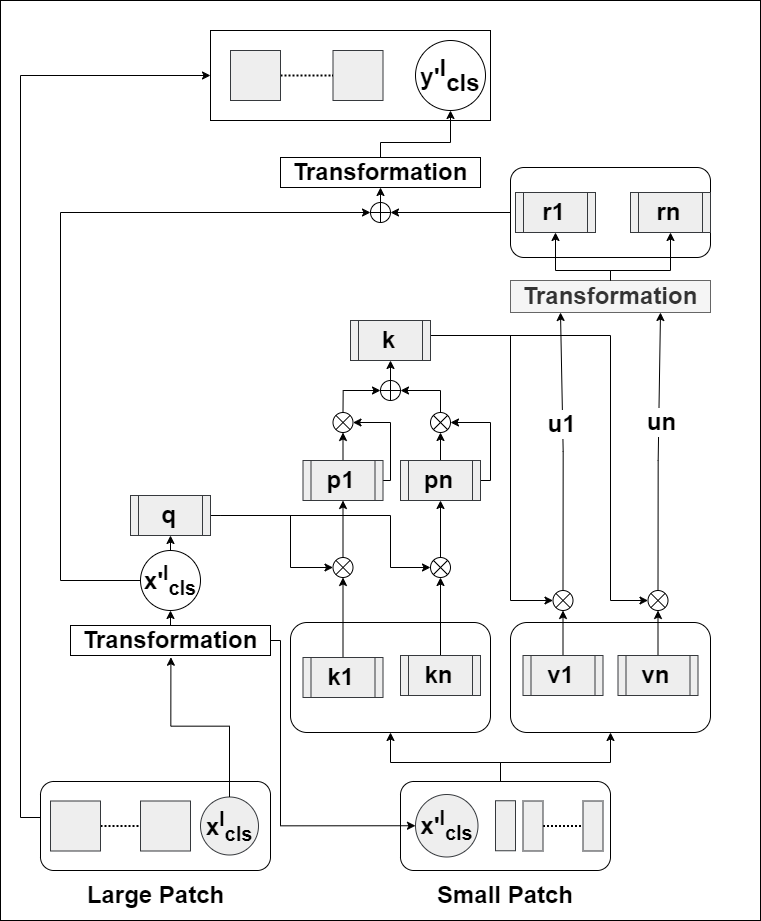 y'l cls
Transformation
r1 rn
Transformation
k
u1 un
p1 pn
q
x'l cls
Transformation
k1 kn v1 vn
xl cls
x'l cls
Large Patch Small Patch